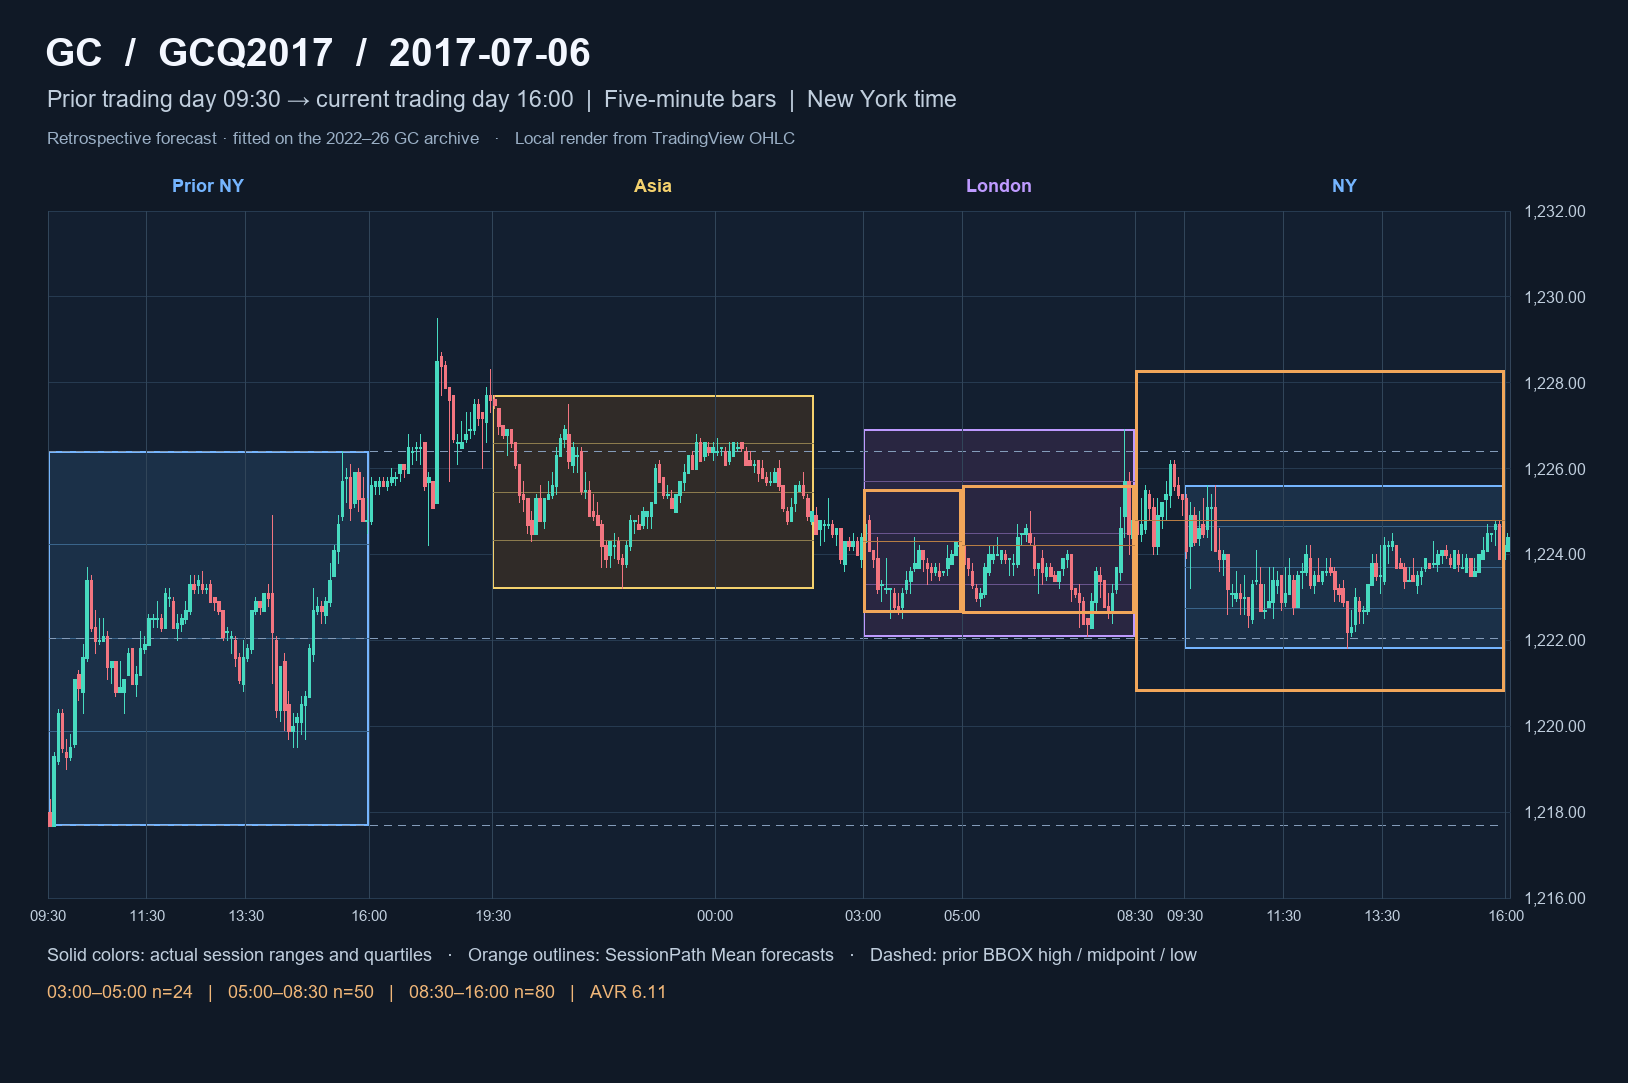 GC / GCQ2017 / 2017-07-06
Prior trading day 09:30 → current trading day 16:00 | Five-minute bars | New York time
Retrospective forecast · fitted on the 2022–26 GC archive · Local render from TradingView OHLC
Prior NY Asia London NY
1,232.00
1,230.00
1,228.00
1,226.00
1,224.00
1,222.00
1,220.00
1,218.00
1,216.00
09:30 11:30 13:30 16:00 19:30 00:00 03:00 05:00 08:30 09:30 11:30 13:30 16:00
Solid colors: actual session ranges and quartiles · Orange outlines: SessionPath Mean forecasts · Dashed: prior BBOX high / midpoint / low
03:00–05:00 n=24 | 05:00–08:30 n=50 | 08:30–16:00 n=80 | AVR 6.11